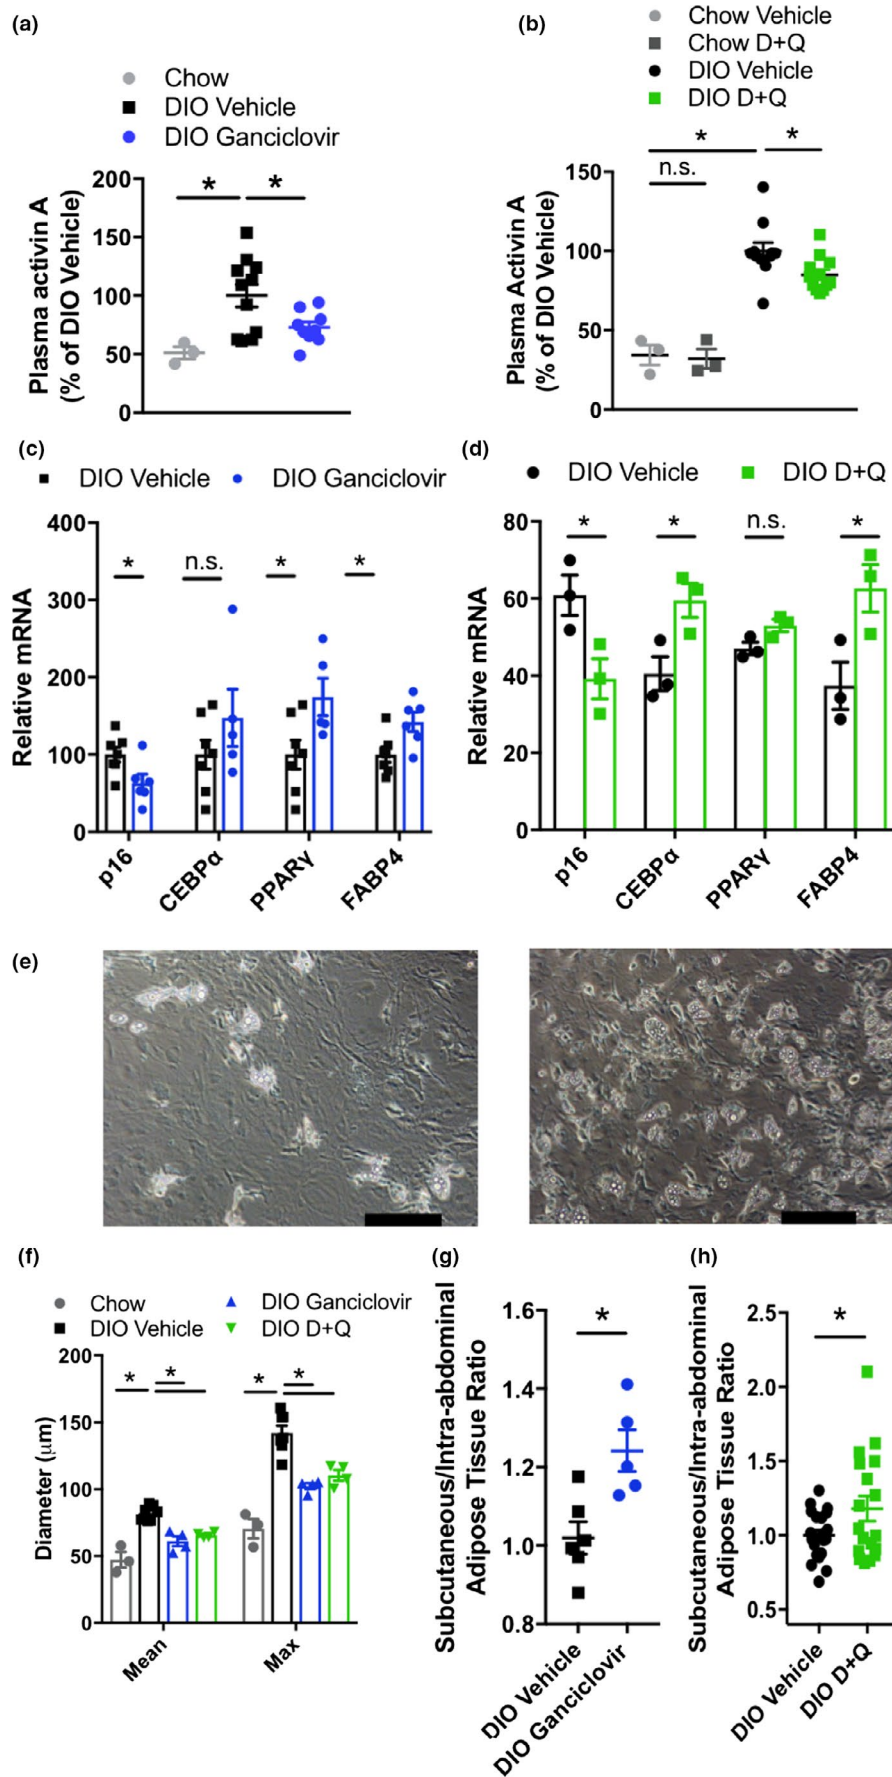 (a)
Chow
DIO Vehicle
DIO Ganciclovir
Plasma activin A
(% of DIO Vehicle)
200
150
100
50
0
*
*
(b)
Chow Vehicle
Chow D+Q
DIO Vehicle
DIO D+Q
Plasma Activin A
(% of DIO Vehicle)
150
100
50
0
*
*
n.s.
(c)
DIO Vehicle
DIO Ganciclovir
Relative mRNA
400
300
200
100
0
*
n.s.
*
*
p16
CEBPα
PPARγ
FABP4
(d)
DIO Vehicle
DIO D+Q
Relative mRNA
80
60
40
20
0
*
*
n.s.
*
p16
CEBPα
PPARγ
FABP4
(e)
(f)
Chow
DIO Vehicle
DIO Ganciclovir
DIO D+Q
Diameter (μm)
200
150
100
50
0
*
*
*
*
Mean
Max
(g)
Subcutaneous/Intra-abdominal
Adipose Tissue Ratio
1.6
1.4
1.2
1.0
0.8
*
DIO Vehicle
DIO Ganciclovir
(h)
Subcutaneous/Intra-abdominal
Adipose Tissue Ratio
2.5
2.0
1.5
1.0
0.5
*
DIO Vehicle
DIO D+Q